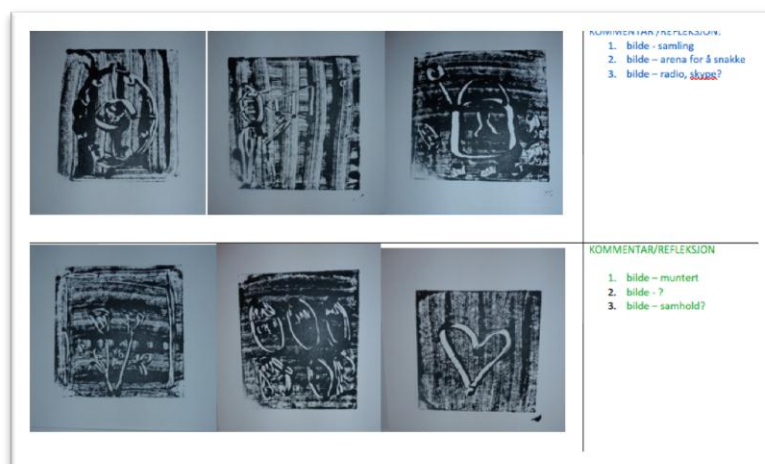 KOMMENTAR/REFLEKSJON:
1. bilde - samling
2. bilde – arena for å snakke
3. bilde – radio, skype?
KOMMENTAR/REFLEKSJON
1. bilde – muntert
2. bilde - ?
3. bilde – samhold?